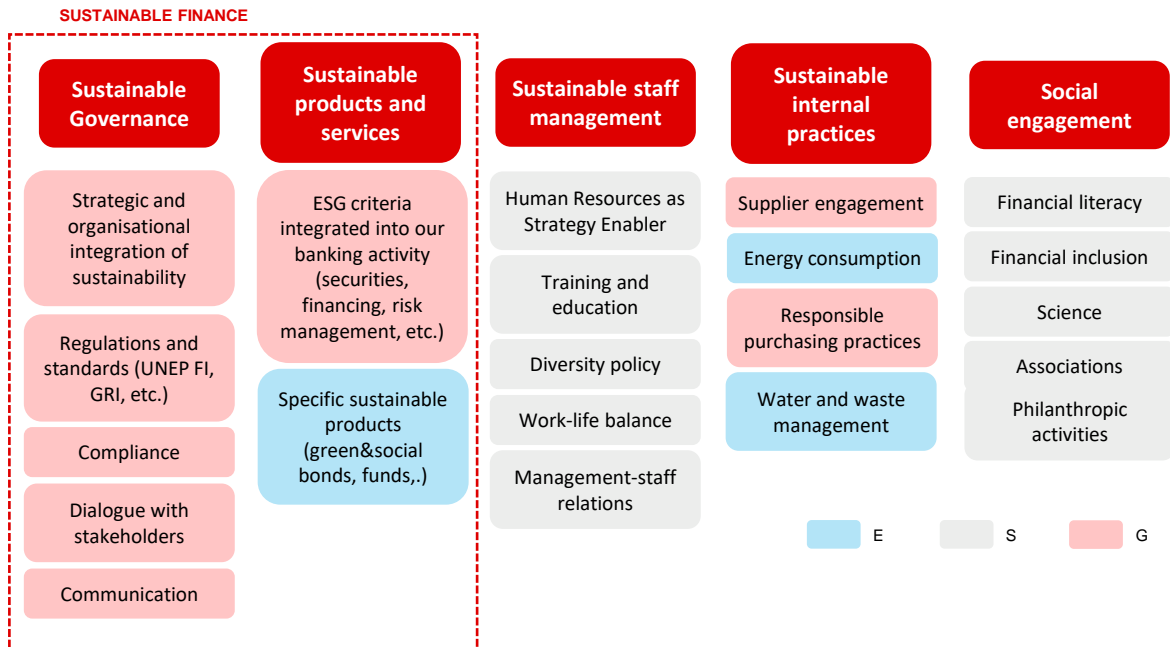 SUSTAINABLE FINANCE
Sustainable
Governance
Strategic and
organisational
integration of
sustainability
Regulations and
standards (UNEP FI,
GRI, etc.)
Compliance
Dialogue with
stakeholders
Communication
Sustainable
products and
services
ESG criteria
integrated into our
banking activity
(securities,
financing, risk
management, etc.)
Specific sustainable
products
(green&social
bonds, funds,.)
Sustainable staff
management
Human Resources as
Strategy Enabler
Training and
education
Diversity policy
Work-life balance
Management-staff
relations
Sustainable
internal
practices
Supplier engagement
Energy consumption
Responsible
purchasing practices
Water and waste
management
Social
engagement
Financial literacy
Financial inclusion
Science
Associations
Philanthropic
activities
E
S
G